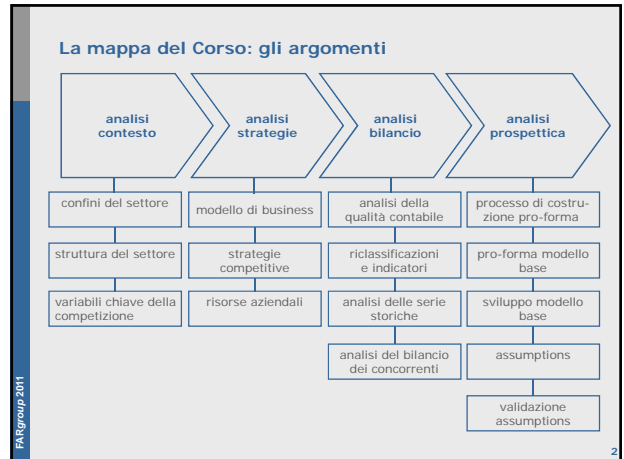 La mappa del Corso: gli argomenti
analisi
contesto
analisi
strategie
analisi
bilancio
analisi
prospettica
confini del settore
struttura del settore
variabili chiave della
competizione
modello di business
strategie
competitive
risorse aziendali
analisi della
qualità contabile
riclassificazioni
e indicatori
analisi delle serie
storiche
analisi del bilancio
dei concorrenti
processo di costru-
zione pro-forma
pro-forma modello
base
sviluppo modello
base
assumptions
validazione
assumptions
FARgroup 2011
2